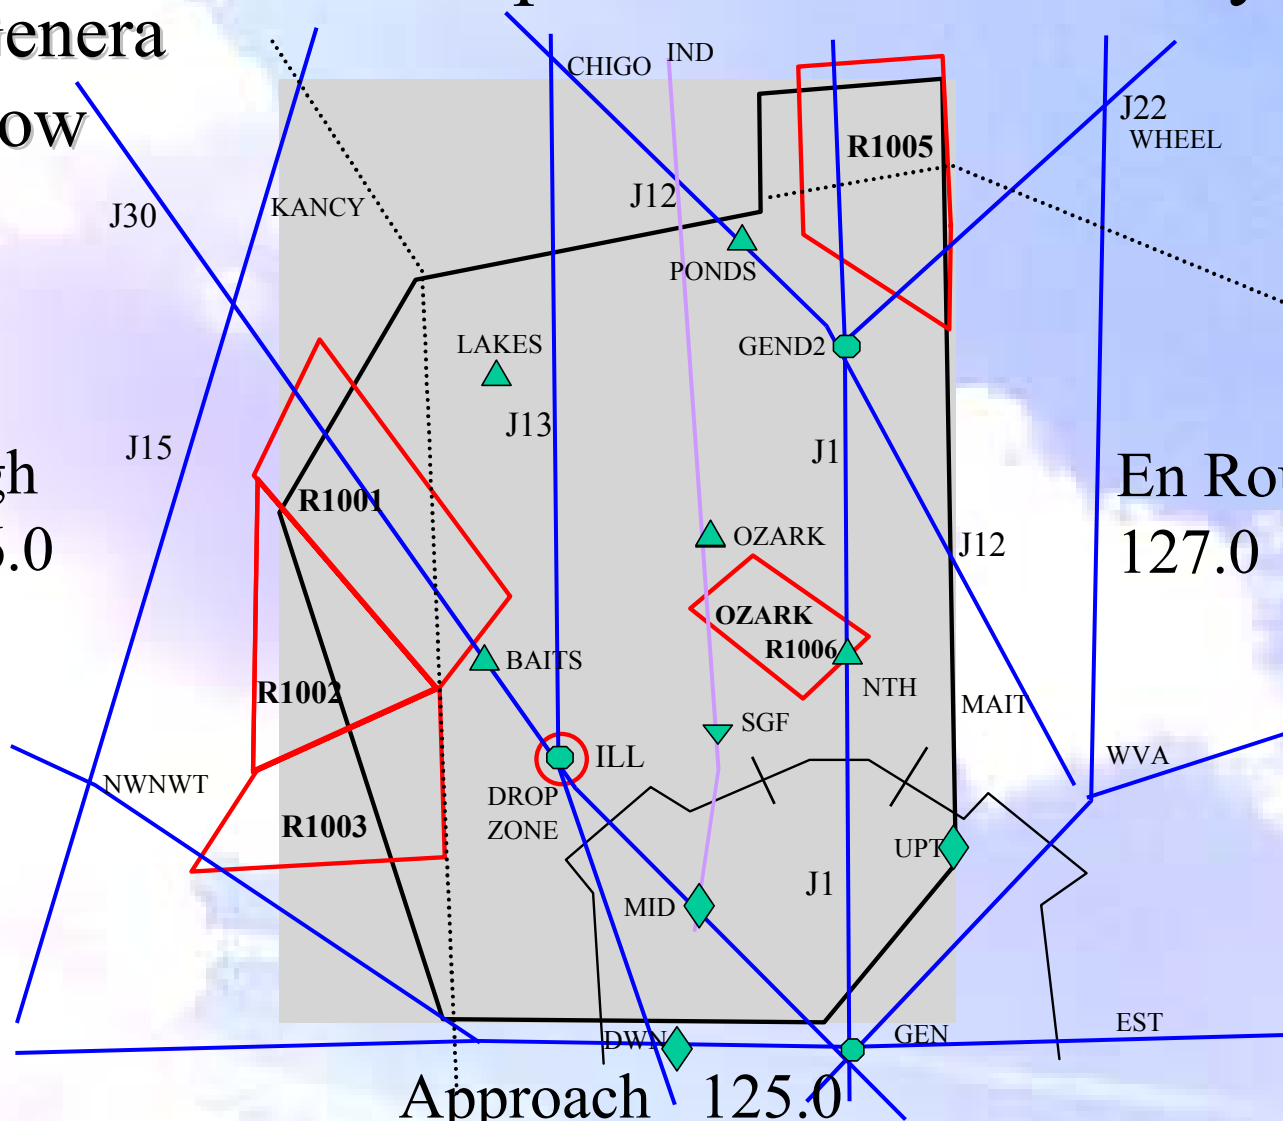 IND
CHIGO
J22
WHEEL
R1005
J12
KANCY
J30
PONDS
GEND2
LAKES
J13
J15
J1
En
127.0
R1001
OZARK
J12
OZARK
R1006
BAITS
NTH
R1002
MAIT
SGF
ILL
WVA
NWNWT
DROP
ZONE
R1003
UPT
J1
MID
EST
GEN
DWN
Approach 125.0